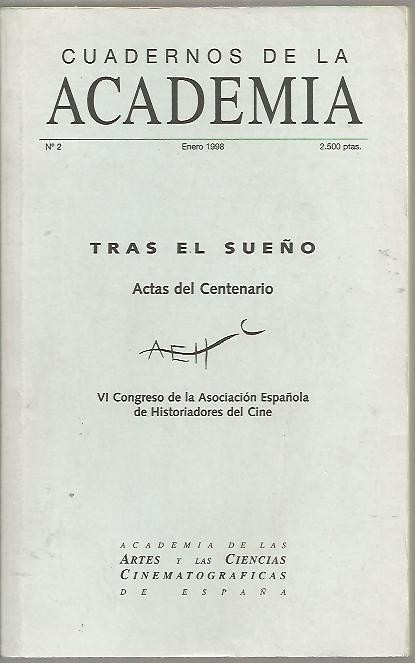 CUADERNOS DE LA
ACADEMIA
Nº 2 Enero 1998 2.500 ptas.
TRAS EL SUEÑO
Actas del Centenario
AEHC
VI Congreso de la Asociación Española
de Historiadores del Cine
ACADEMIA DE LAS
ARTES Y LAS CIENCIAS
CINEMATOGRAFICAS
DE ESPAÑA